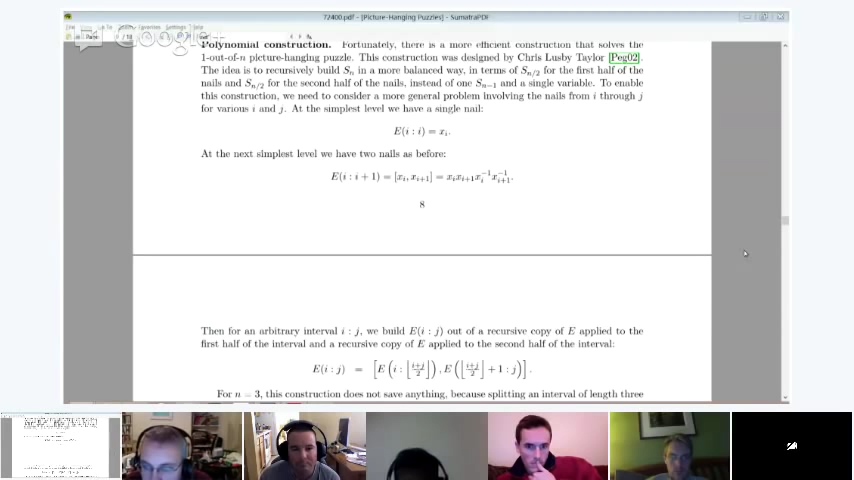 72400.pdf - [Picture-Hanging Puzzles] - SumatraPDF
Google+
Polynomial construction. Fortunately, there is a more efficient construction that solves the
1-out-of-n picture-hanging puzzle. This construction was designed by Chris Lusby Taylor [Peg02].
The idea is to recursively build Sₙ in a more balanced way, in terms of Sₙ/₂ for the first half of the
nails and Sₙ/₂ for the second half of the nails, instead of one Sₙ₋₁ and a single variable. To enable
this construction, we need to consider a more general problem involving the nails from i through j
for various i and j. At the simplest level we have a single nail:
E(i : i) = xᵢ.
At the next simplest level we have two nails as before:
E(i : i + 1) = [xᵢ, xᵢ₊₁] = xᵢxᵢ₊₁xᵢ⁻¹xᵢ₊₁⁻¹.
8
Then for an arbitrary interval i : j, we build E(i : j) out of a recursive copy of E applied to the
first half of the interval and a recursive copy of E applied to the second half of the interval:
E(i : j) = [E (i : ⌊(i+j)/2⌋), E (⌊(i+j)/2⌋ + 1 : j)].
For n = 3, this construction does not save anything, because splitting an interval of length three